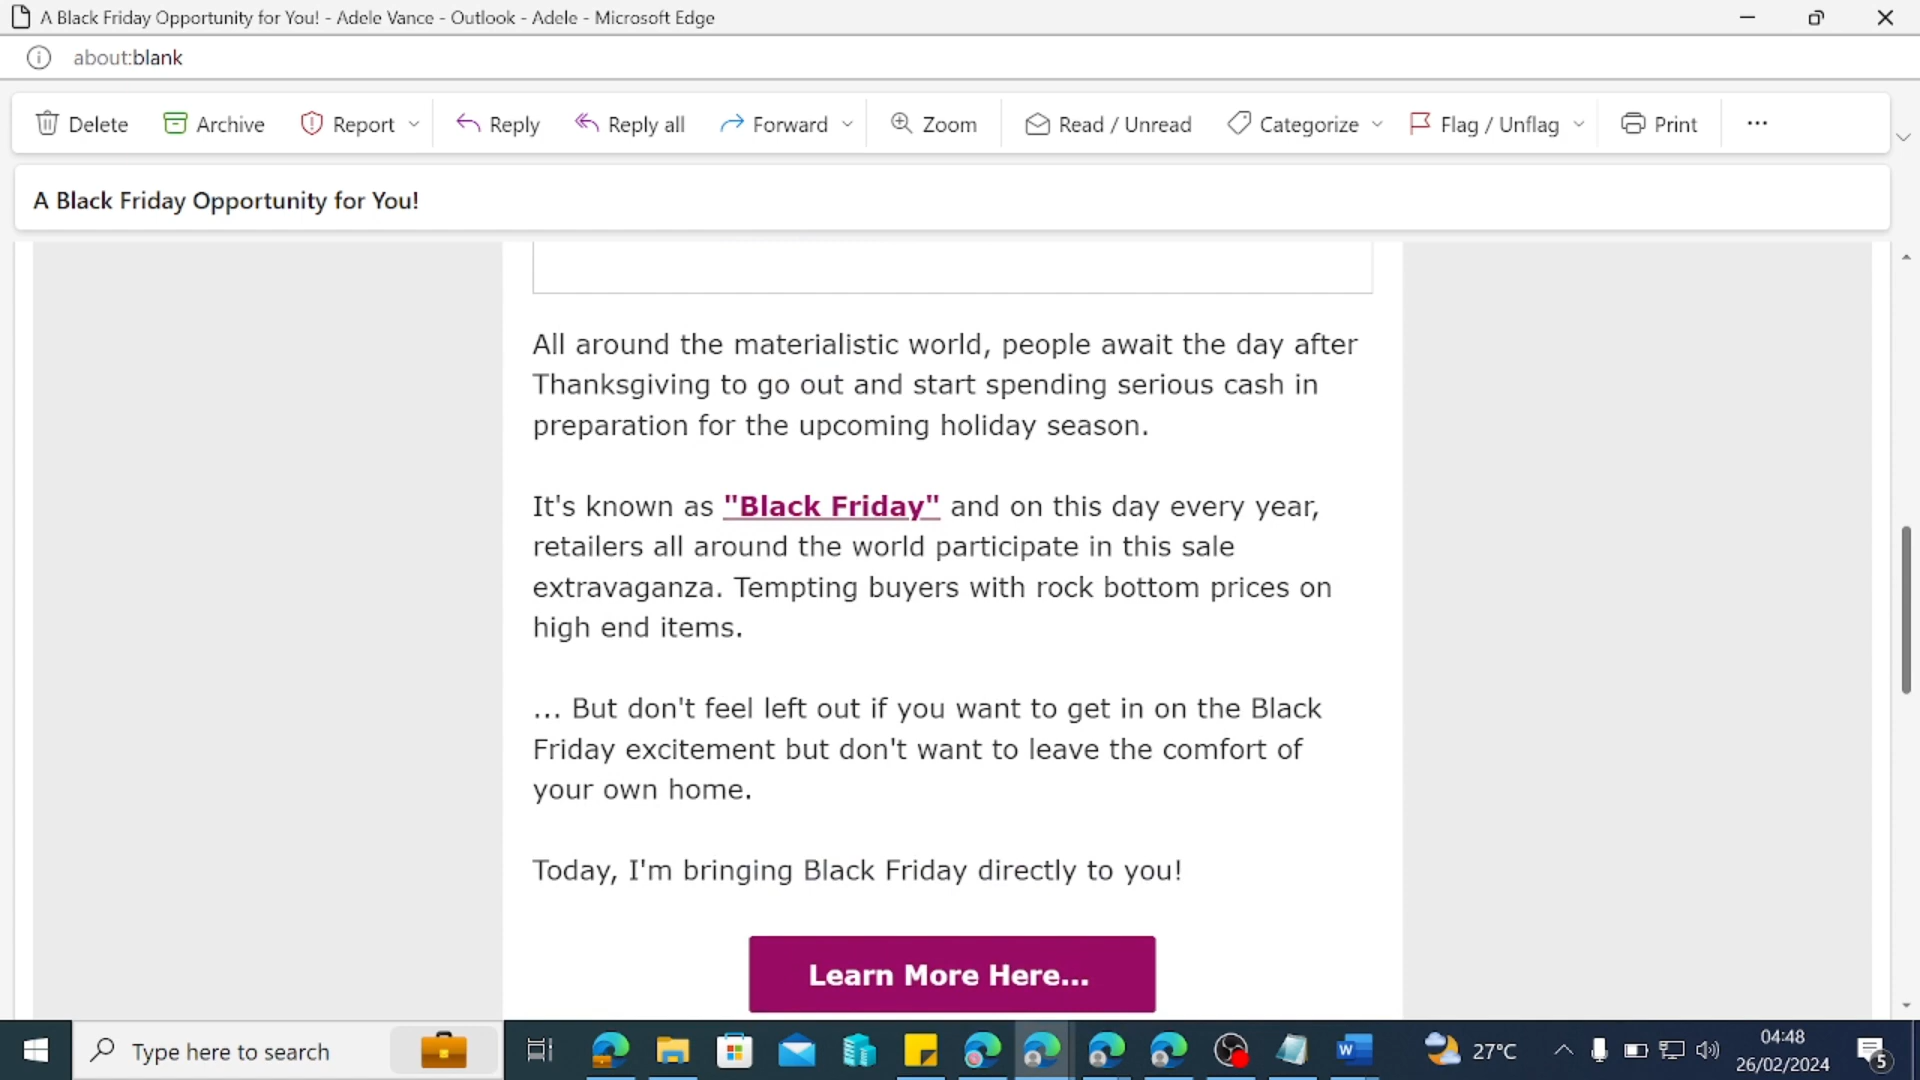 A Black Friday Opportunity for You! - Adele Vance - Outlook - Adele - Microsoft Edge
about:blank
Delete Archive Report Reply Reply all Forward Zoom Read / Unread Categorize Flag / Unflag Print ...
A Black Friday Opportunity for You!
All around the materialistic world, people await the day after
Thanksgiving to go out and start spending serious cash in
preparation for the upcoming holiday season.
It's known as "Black Friday" and on this day every year,
retailers all around the world participate in this sale
extravaganza. Tempting buyers with rock bottom prices on
high end items.
... But don't feel left out if you want to get in on the Black
Friday excitement but don't want to leave the comfort of
your own home.
Today, I'm bringing Black Friday directly to you!
Learn More Here...
Type here to search
W
27°C
04:48
26/02/2024
5